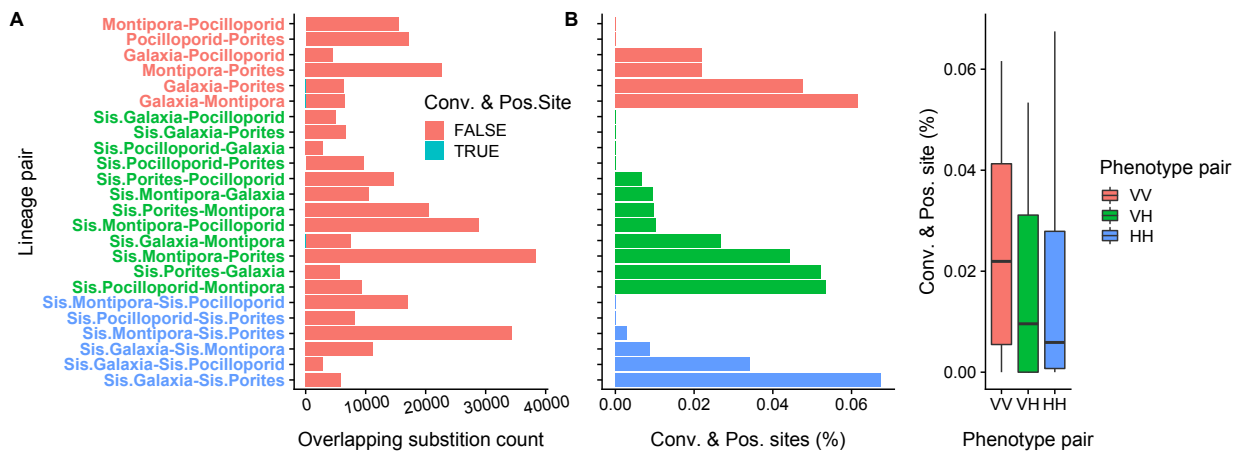 A
Lineage pair
Montipora-Pocilloporid
Pocilloporid-Porites
Galaxia-Pocilloporid
Montipora-Porites
Galaxia-Porites
Galaxia-Montipora
Sis.Galaxia-Pocilloporid
Sis.Galaxia-Porites
Sis.Pocilloporid-Galaxia
Sis.Pocilloporid-Porites
Sis.Porites-Pocilloporid
Sis.Montipora-Galaxia
Sis.Porites-Montipora
Sis.Montipora-Pocilloporid
Sis.Galaxia-Montipora
Sis.Montipora-Porites
Sis.Porites-Galaxia
Sis.Pocilloporid-Montipora
Sis.Montipora-Sis.Pocilloporid
Sis.Pocilloporid-Sis.Porites
Sis.Montipora-Sis.Porites
Sis.Galaxia-Sis.Montipora
Sis.Galaxia-Sis.Pocilloporid
Sis.Galaxia-Sis.Porites
Conv. & Pos.Site
FALSE
TRUE
0 10000 20000 30000 40000
Overlapping substition count
B
0.00 0.02 0.04 0.06
Conv. & Pos. sites (%)
Conv. & Pos. site (%)
0.06
0.04
0.02
0.00
VV VH HH
Phenotype pair
Phenotype pair
VV
VH
HH